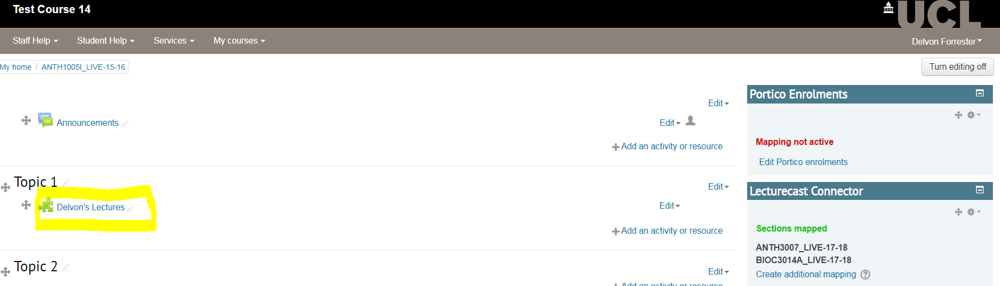 Test Course 14
UCL
Staff Help Student Help Services My courses
Delvon Forrester
My home / ANTH1005I_LIVE-15-16
Turn editing off
Edit
Announcements
Edit
Add an activity or resource
Topic 1
Edit
Delvon's Lectures
Edit
Add an activity or resource
Topic 2
Edit
Add an activity or resource
Portico Enrolments
Mapping not active
Edit Portico enrolments
Lecturecast Connector
Sections mapped
ANTH3007_LIVE-17-18
BIOC3014A_LIVE-17-18
Create additional mapping ?